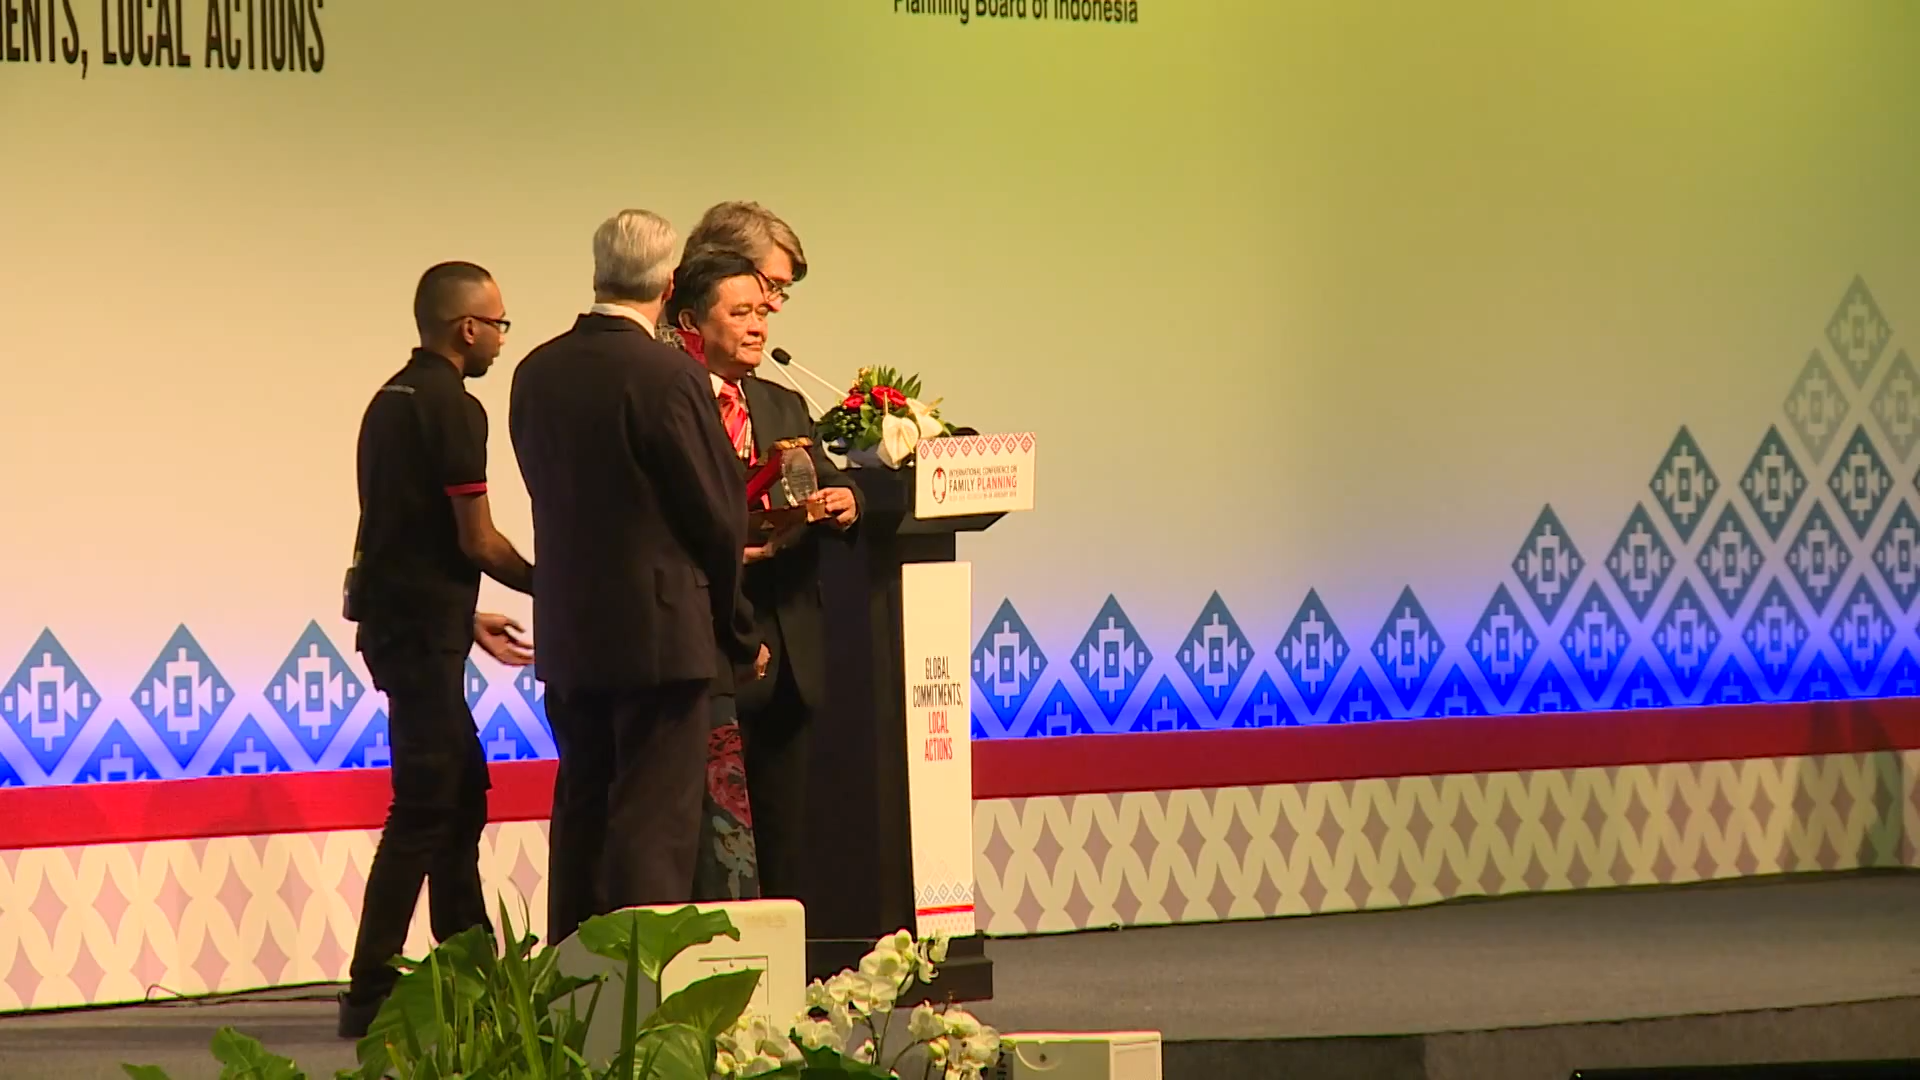 MENTS, LOCAL ACTIONS
Planning Board of Indonesia
INTERNATIONAL CONFERENCE ON
FAMILY PLANNING
GLOBAL
COMMITMENTS,
LOCAL
ACTIONS